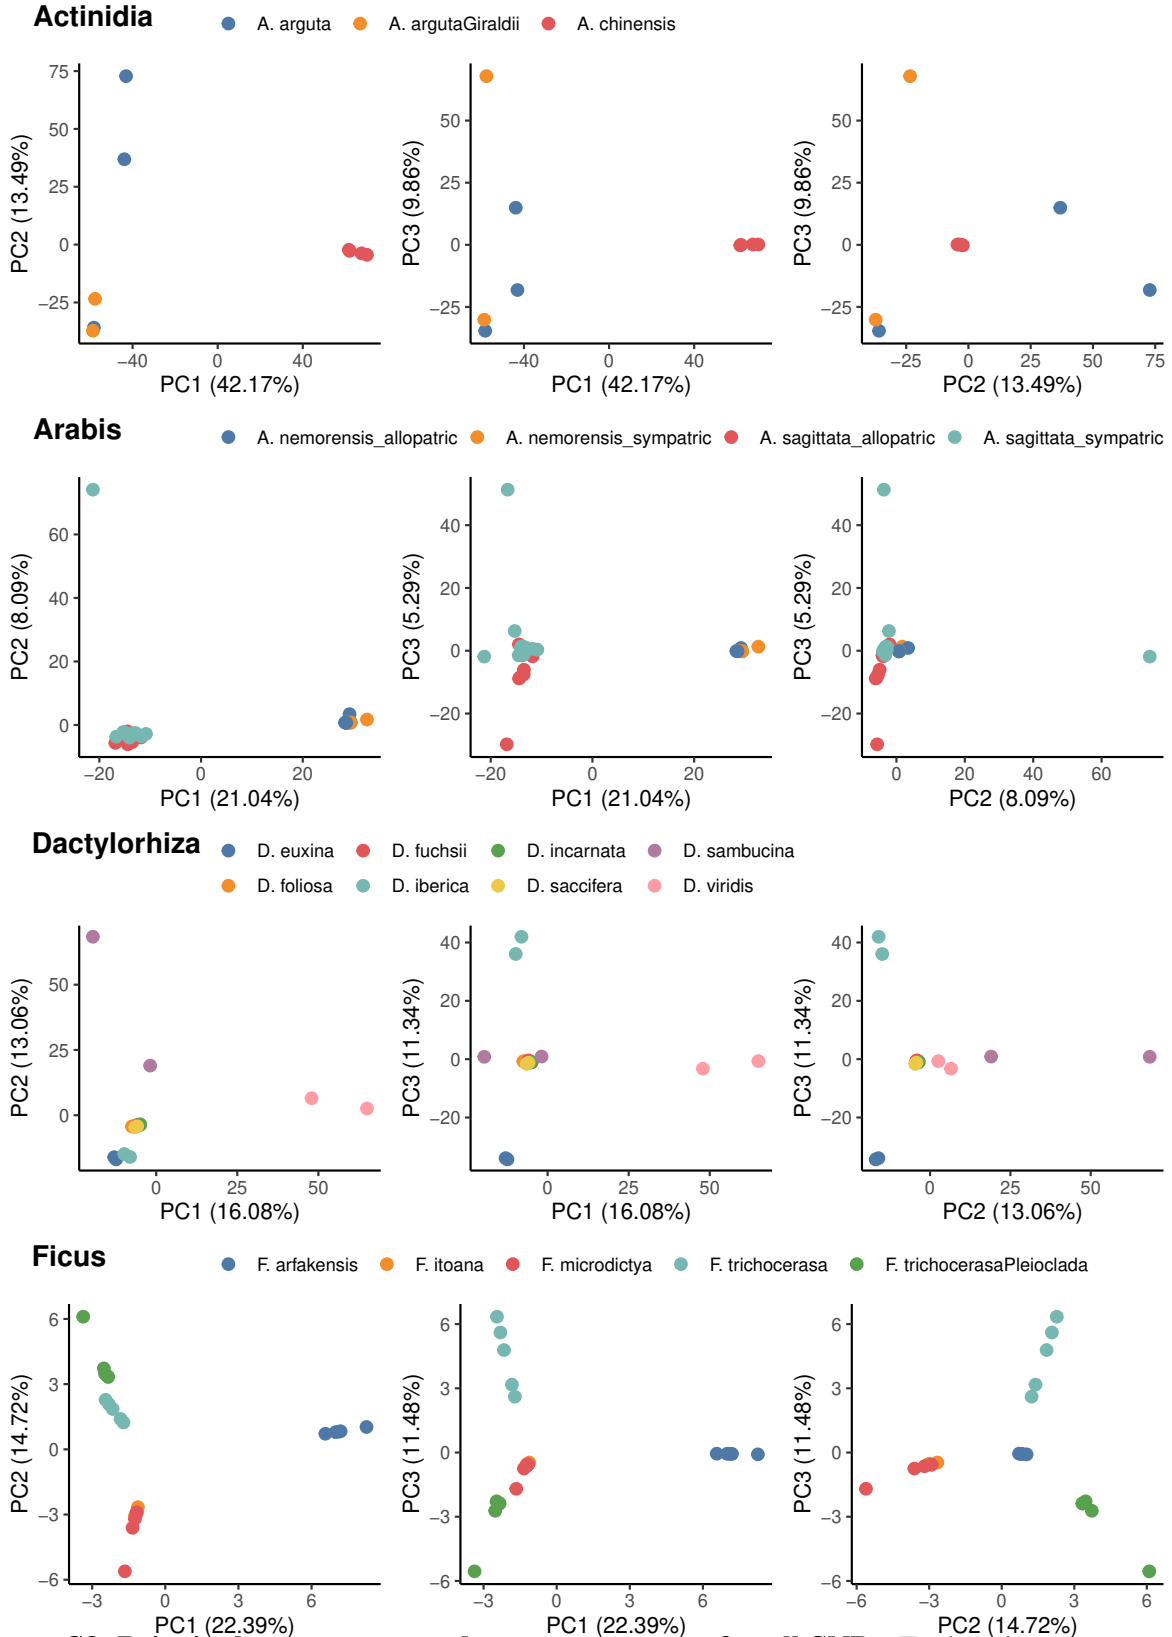 Actinidia
A. arguta A. argutaGiraldii A. chinensis
75
50
25
0
−25
PC2 (13.49%)
−40 0 40
PC1 (42.17%)
50
25
0
−25
PC3 (9.86%)
−40 0 40
PC1 (42.17%)
50
25
0
−25
PC3 (9.86%)
−25 0 25 50 75
PC2 (13.49%)
Arabis
A. nemorensis_allopatric A. nemorensis_sympatric A. sagittata_allopatric A. sagittata_sympatric
60
40
20
0
PC2 (8.09%)
−20 0 20
PC1 (21.04%)
40
20
0
−20
PC3 (5.29%)
−20 0 20
PC1 (21.04%)
40
20
0
−20
PC3 (5.29%)
0 20 40 60
PC2 (8.09%)
Dactylorhiza
D. euxina D. fuchsii D. incarnata D. sambucina
D. foliosa D. iberica D. saccifera D. viridis
50
25
0
PC2 (13.06%)
0 25 50
PC1 (16.08%)
40
20
0
−20
PC3 (11.34%)
0 25 50
PC1 (16.08%)
40
20
0
−20
PC3 (11.34%)
0 25 50
PC2 (13.06%)
Ficus
F. arfakensis F. itoana F. microdictya F. trichocerasa F. trichocerasaPleioclada
6
3
0
−3
−6
PC2 (14.72%)
−3 0 3 6
PC1 (22.39%)
6
3
0
−3
−6
PC3 (11.48%)
−3 0 3 6
PC1 (22.39%)
6
3
0
−3
−6
PC3 (11.48%)
−6 −3 0 3 6
PC2 (14.72%)